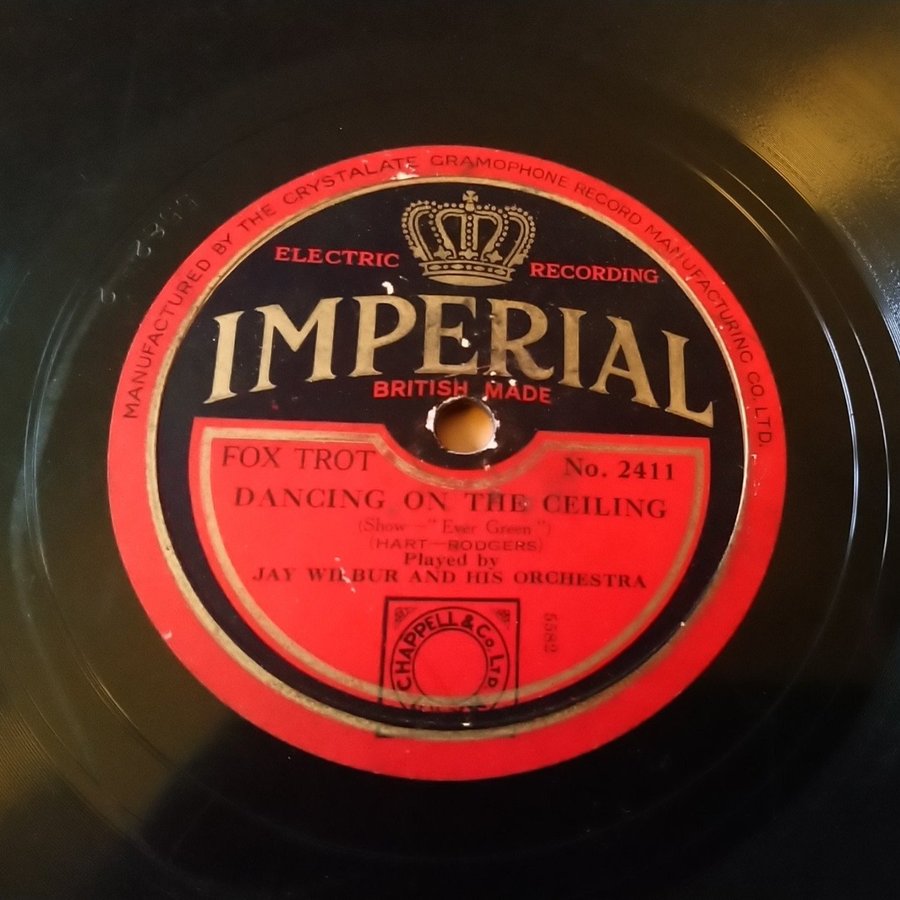 MANUFACTURED BY THE CRYSTALATE GRAMOPHONE RECORD MANUFACTURING CO. LTD.
ELECTRIC RECORDING
IMPERIAL
BRITISH MADE
FOX TROT No. 2411
DANCING ON THE CEILING
(Show—"Ever Green")
(HART—RODGERS)
Played by
JAY WILBUR AND HIS ORCHESTRA
CHAPPELL & CO. LTD
5582